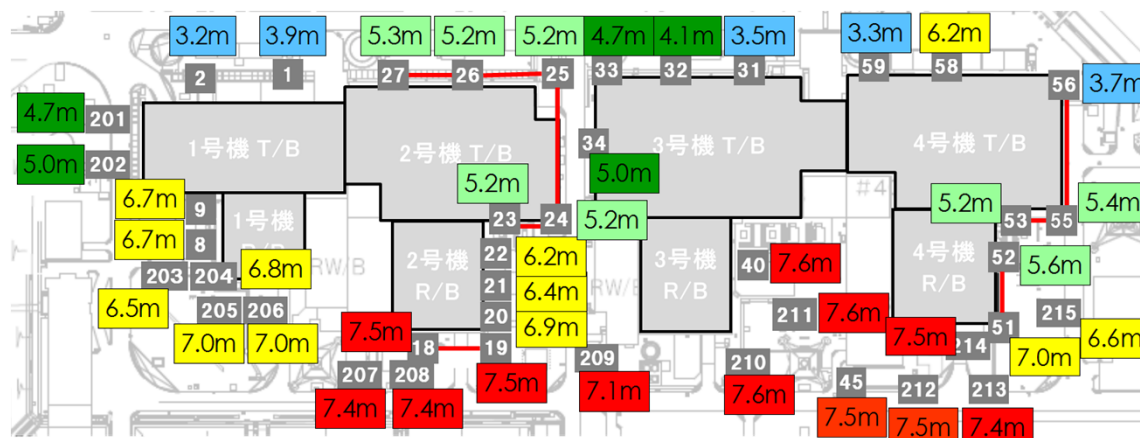 3.2m 3.9m 5.3m 5.2m 5.2m 4.7m 4.1m 3.5m 3.3m 6.2m
2 1 27 26 25 33 32 31 59 58 56
3.7m
4.7m 201
1号機 T/B 2号機 T/B 34 3号機 T/B 4号機 T/B
5.0m 202
5.0m
5.2m #4
6.7m 9 5.2m 5.4m
23 24 5.2m 53 55
6.7m 8 1号機
22 6.2m 52
2号機 R/B 3号機 R/B 4号機 R/B
203 204 6.8m RW/B 40 7.6m 5.6m
21 6.4m RW/B
6.5m 205 206 20 6.9m 211 7.6m 215
7.0m 7.0m 7.5m 7.5m 51 6.6m
18 19 209 210 214 7.0m
207 208 7.5m 7.1m 7.6m 45 212 213
7.4m 7.4m 7.5m 7.5m 7.4m